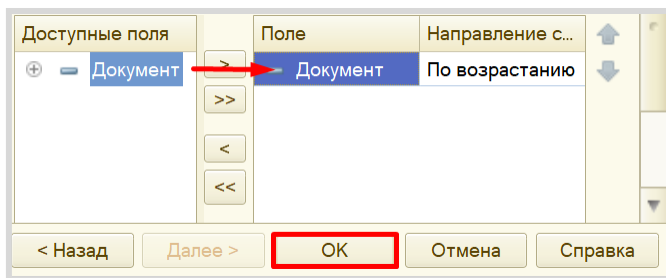 Доступные поля Поле Направление с...
Документ > Документ По возрастанию
>>
<
<<
< Назад Далее > OK Отмена Справка